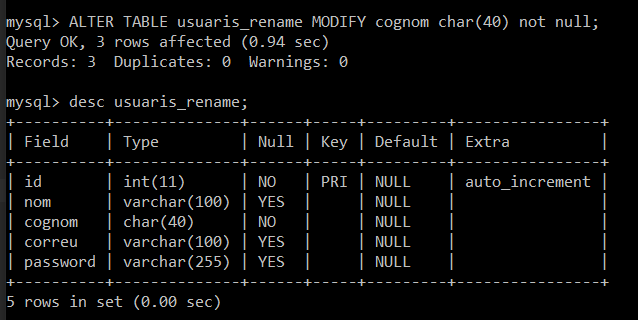 mysql> ALTER TABLE usuaris_rename MODIFY cognom char(40) not null;
Query OK, 3 rows affected (0.94 sec)
Records: 3  Duplicates: 0  Warnings: 0

mysql> desc usuaris_rename;
+----------+--------------+------+-----+---------+----------------+
| Field    | Type         | Null | Key | Default | Extra          |
+----------+--------------+------+-----+---------+----------------+
| id       | int(11)      | NO   | PRI | NULL    | auto_increment |
| nom      | varchar(100) | YES  |     | NULL    |                |
| cognom   | char(40)     | NO   |     | NULL    |                |
| correu   | varchar(100) | YES  |     | NULL    |                |
| password | varchar(255) | YES  |     | NULL    |                |
+----------+--------------+------+-----+---------+----------------+
5 rows in set (0.00 sec)